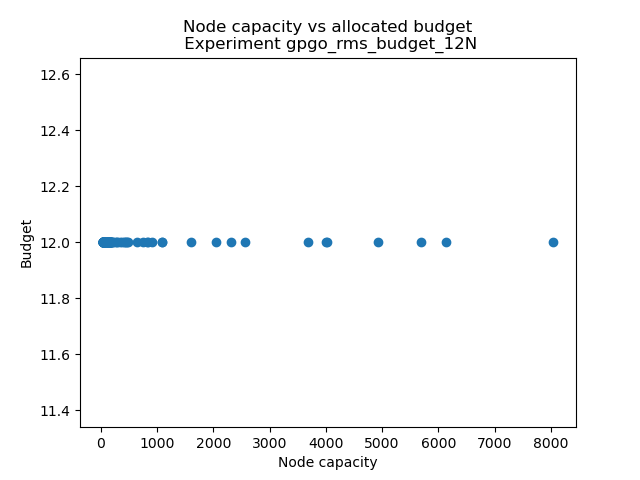 Node capacity vs allocated budget
Experiment gpgo_rms_budget_12N
12.6
12.4
12.2
12.0
11.8
11.6
11.4
Budget
0 1000 2000 3000 4000 5000 6000 7000 8000
Node capacity